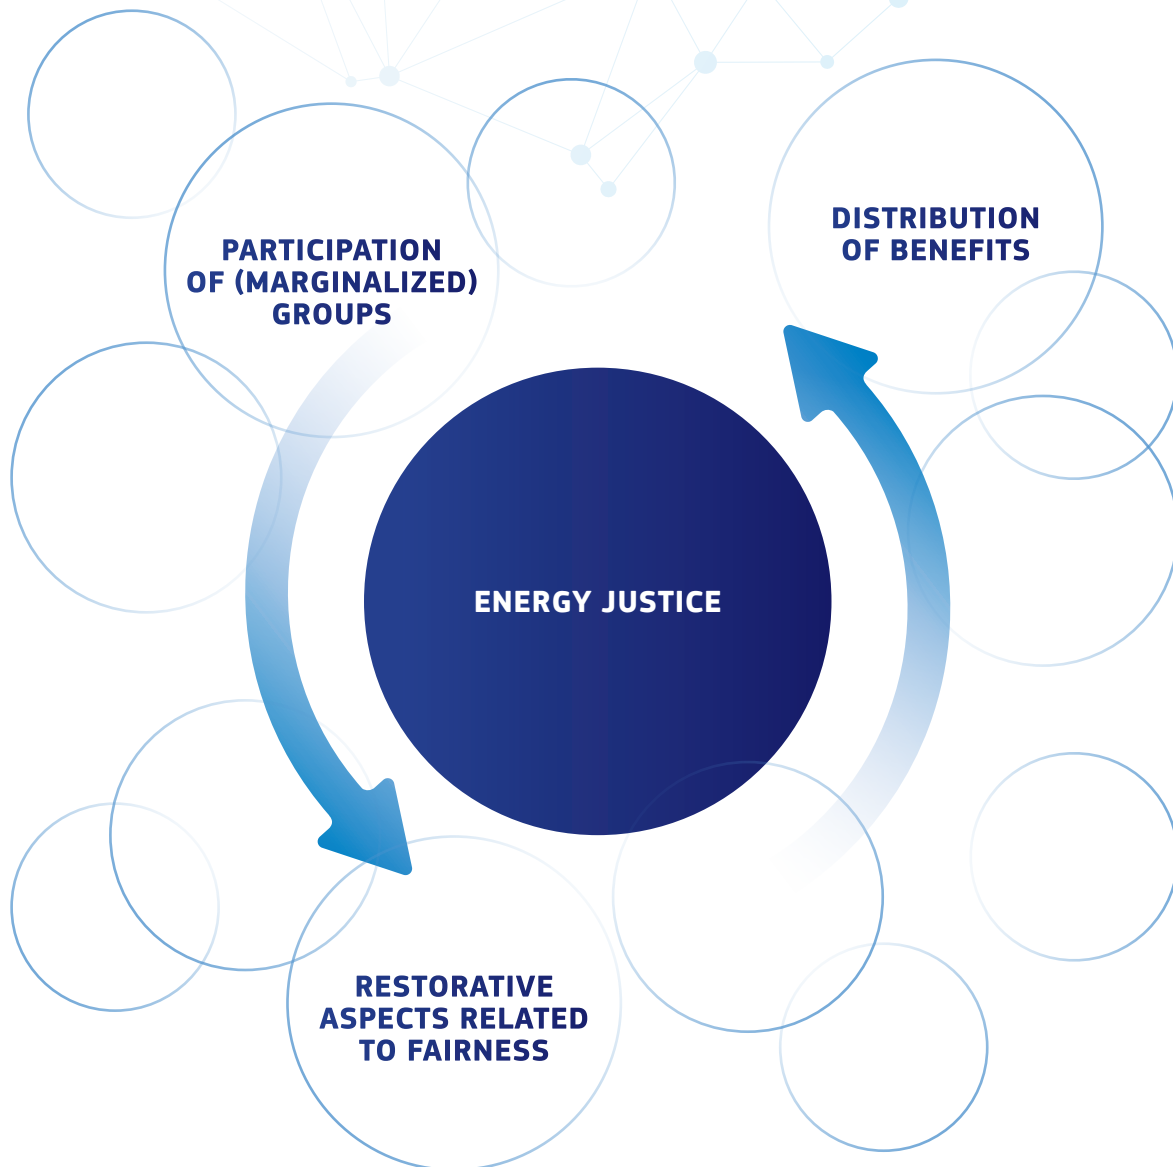 PARTICIPATION
OF (MARGINALIZED)
GROUPS
DISTRIBUTION
OF BENEFITS
ENERGY JUSTICE
RESTORATIVE
ASPECTS RELATED
TO FAIRNESS